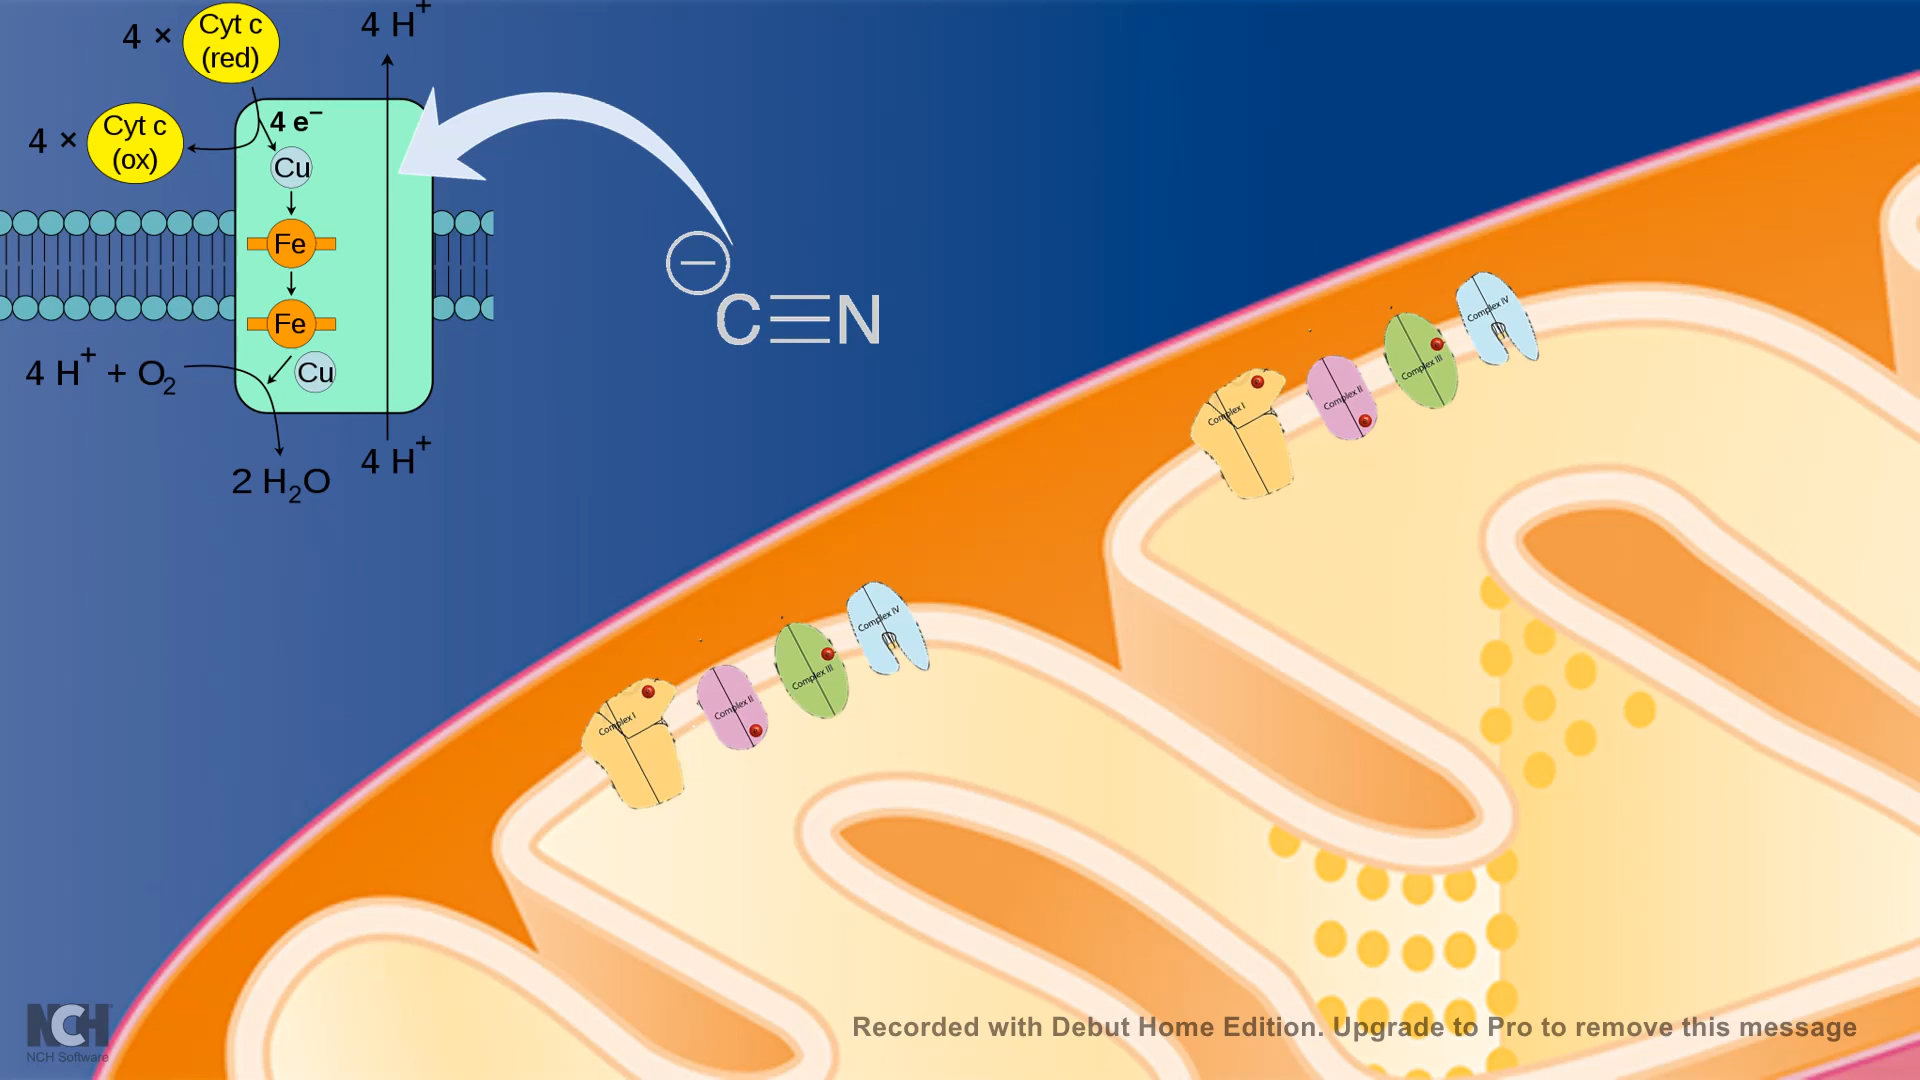 4 × Cyt c
(red)
4 H+
4 × Cyt c
(ox)
4 e−
Cu
Fe
Fe
Cu
4 H+ + O2
2 H2O
4 H+
C≡N
Complex I
Complex II
Complex III
Complex IV
Complex I
Complex II
Complex III
Complex IV
NCH
NCH Software
Recorded with Debut Home Edition. Upgrade to Pro to remove this message